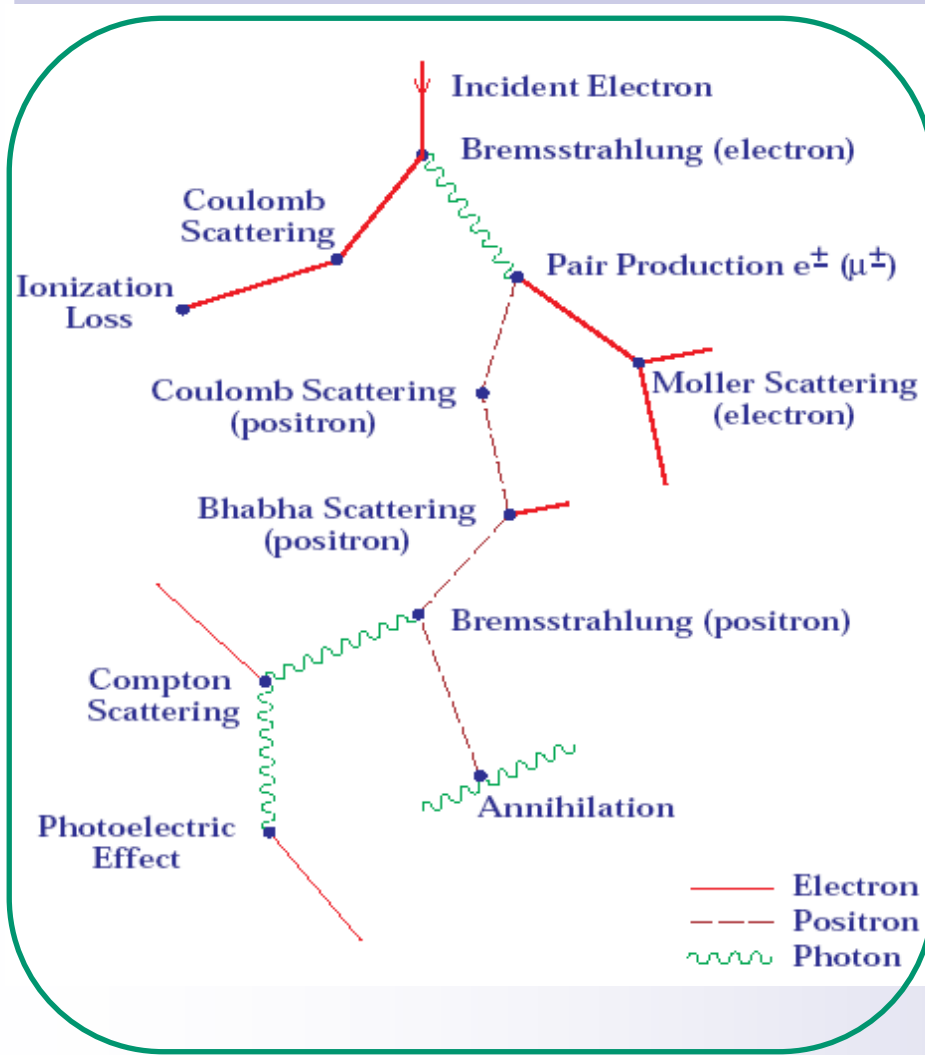 Incident Electron
Bremsstrahlung (electron)
Coulomb
Scattering
Ionization
Loss
Pair Production e± (μ±)
Coulomb Scattering
(positron)
Moller Scattering
(electron)
Bhabha Scattering
(positron)
Bremsstrahlung (positron)
Compton
Scattering
Annihilation
Photoelectric
Effect
Electron
Positron
Photon